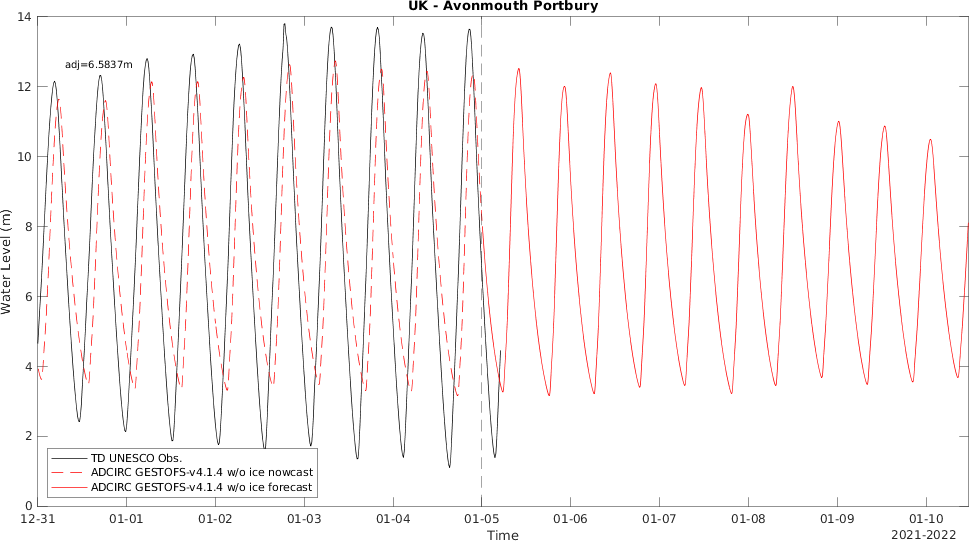 UK - Avonmouth Portbury
adj=6.5837m
14
12
10
8
6
4
2
0
Water Level (m)
TD UNESCO Obs.
ADCIRC GESTOFS-v4.1.4 w/o ice nowcast
ADCIRC GESTOFS-v4.1.4 w/o ice forecast
12-31 01-01 01-02 01-03 01-04 01-05 01-06 01-07 01-08 01-09 01-10
Time
2021-2022